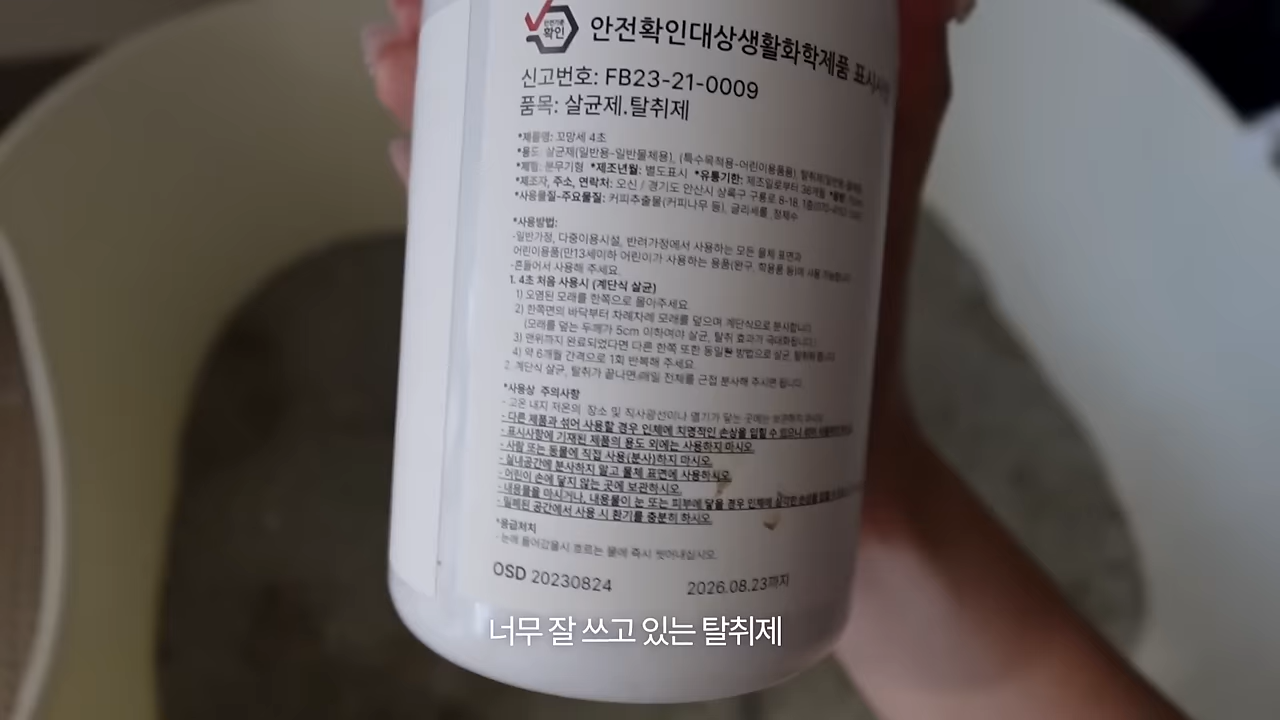 안전기준
확인
안전확인대상생활화학제품 표시사항
신고번호: FB23-21-0009
품목: 살균제.탈취제
*제품명: 꼬망세 4초
*용도: 살균제(일반용-일반물체용), (특수목적용-어린이용품용)
*제형: 분무기형 *제조년월: 별도표시 *유통기한: 제조일로부터 36개월
*제조자, 주소, 연락처: 오신 / 경기도 안산시 상록구 구룡로 8-18, 1층
*사용물질-주요물질: 커피추출물(커피나무 등), 글리세롤, 정제수
*사용방법:
-일반가정, 다중이용시설, 반려가정에서 사용하는 모든 물체 표면과
어린이용품(만13세미하 어린이가 사용하는 용품(완구, 학용품 등)에 사용 가능합니다
-흔들어서 사용해 주세요.
1. 4초 처음 사용시 (계단식 살균)
1) 오염된 모래를 한쪽으로 몰아주세요.
2) 한쪽면의 바닥부터 차례차례 모래를 덮으며 계단식으로 분사합니다.
(모래를 덮는 두께가 5cm 이하여야 살균, 탈취 효과가 극대화됩니다.)
3) 맨위까지 완료되었다면 다른 한쪽 또한 동일한 방법으로 살균, 탈취해 줍니다
4) 약 6개월 간격으로 1회 반복해 주세요.
2. 계단식 살균, 탈취가 끝나면 매일 전체를 근접 분사해 주시면 됩니다.
*사용상 주의사항
- 고온 내지 저온의 장소 및 직사광선이나 열기가 닿는 곳에는 보관하지 마시오
- 다른 제품과 섞어 사용할 경우 인체에 치명적인 손상을 입힐 수 있으니
- 표시사항에 기재된 제품의 용도 외에는 사용하지 마시오.
- 사람 또는 동물에 직접 사용(분사)하지 마시오.
- 실내공간에 분사하지 말고 물체 표면에 사용하시오.
- 어린이 손에 닿지 않는 곳에 보관하시오.
- 내용물을 마시거나, 내용물이 눈 또는 피부에 닿을 경우 인체에 심각한 손상을 입힐
- 밀폐된 공간에서 사용 시 환기를 충분히 하시오.
*응급처치
- 눈에 들어갔을시 흐르는 물에 즉시 씻어내십시오.
OSD 20230824 2026.08.23까지
너무 잘 쓰고 있는 탈취제